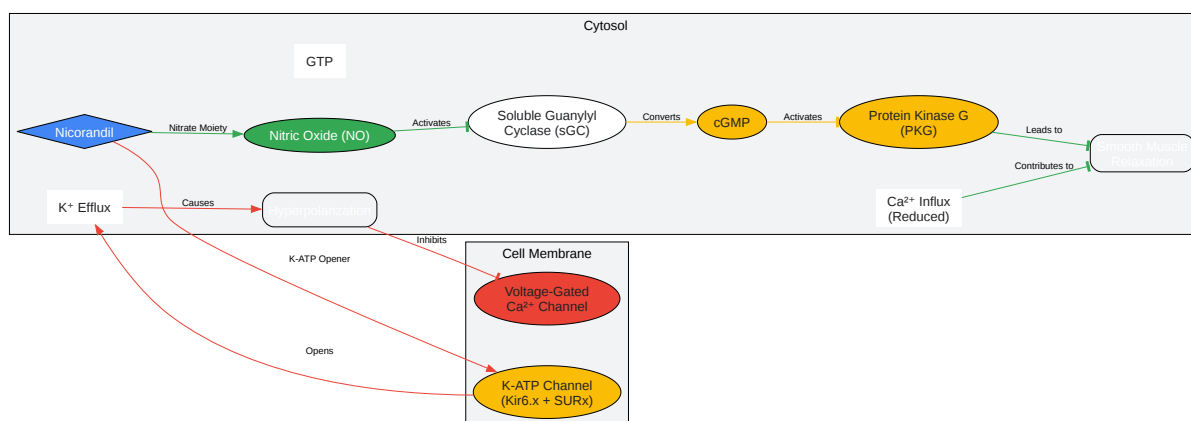 Cytosol
GTP
Nicorandil
Nitrate Moiety
Nitric Oxide (NO)
Activates
Soluble Guanylyl
Cyclase (sGC)
Converts
cGMP
Activates
Protein Kinase G
(PKG)
Leads to
Smooth Muscle
Relaxation
Contributes to
K⁺ Efflux
Causes
Hyperpolarization
Ca²⁺ Influx
(Reduced)
Inhibits
Cell Membrane
K-ATP Opener
Voltage-Gated
Ca²⁺ Channel
Opens
K-ATP Channel
(Kir6.x + SURx)